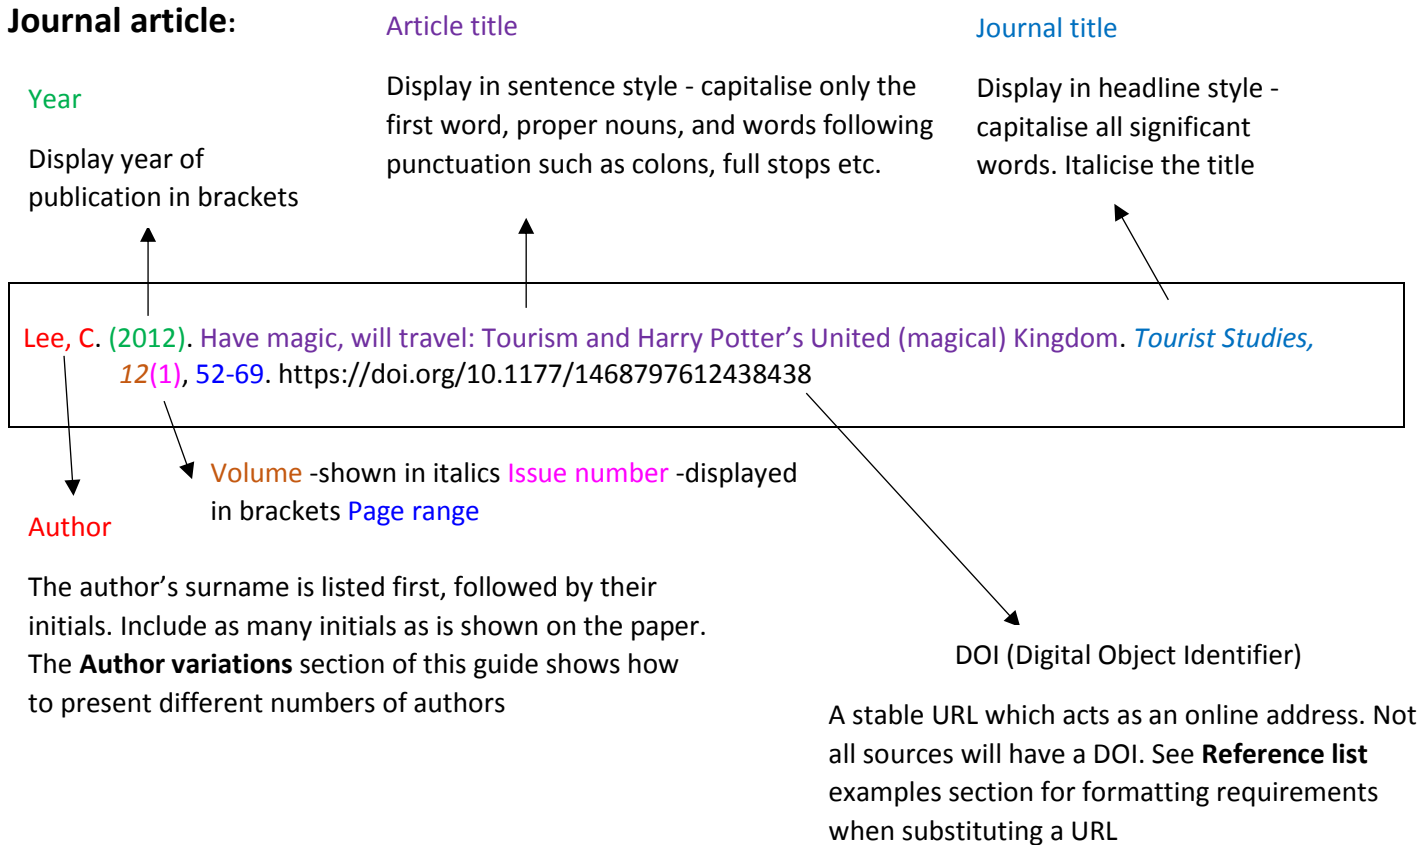 Journal article:
Year
Display year of
publication in brackets
Article title
Display in sentence style - capitalise only the
first word, proper nouns, and words following
punctuation such as colons, full stops etc.
Journal title
Display in headline style -
capitalise all significant
words. Italicise the title
Lee, C. (2012). Have magic, will travel: Tourism and Harry Potter’s United (magical) Kingdom. Tourist Studies,
12(1), 52-69. https://doi.org/10.1177/1468797612438438
Volume -shown in italics Issue number -displayed
in brackets Page range
Author
The author’s surname is listed first, followed by their
initials. Include as many initials as is shown on the paper.
The Author variations section of this guide shows how
to present different numbers of authors
DOI (Digital Object Identifier)
A stable URL which acts as an online address. Not
all sources will have a DOI. See Reference list
examples section for formatting requirements
when substituting a URL